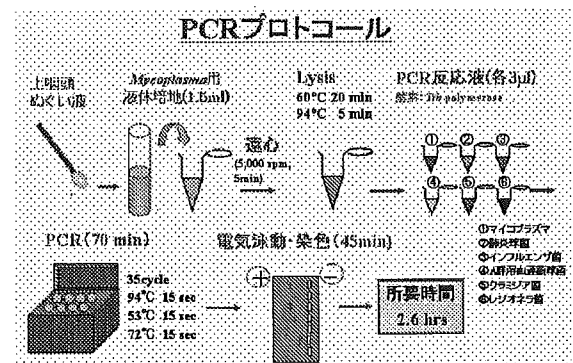 PCRプロトコール
上咽頭
ぬぐい液
Mycoplasma用
液体培地(1.5ml)
遠心
(5,000 rpm,
5min)
Lysis
60°C 20 min
94°C 5 min
PCR反応液(各3μl)
酵素: Tth polymerase
① ② ③
④ ⑤ ⑥
①マイコプラズマ
②肺炎球菌
③インフルエンザ菌
④A群溶血連鎖球菌
⑤クラミジア菌
⑥レジオネラ菌
PCR(70 min)
35cycle
94°C 15 sec
53°C 15 sec
72°C 15 sec
電気泳動・染色(45min)
+ −
所要時間
2.6 hrs